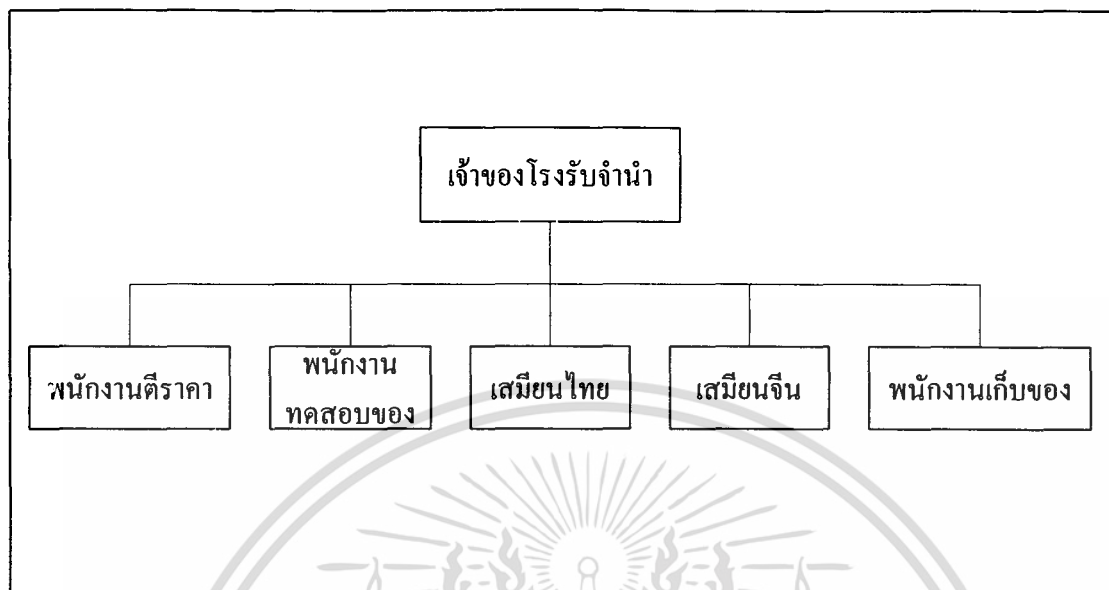 เจ้าของโรงรับจำนำ
พนักงานตีราคา
พนักงาน
ทดสอบของ
เสมียนไทย
เสมียนจีน
พนักงานเก็บของ